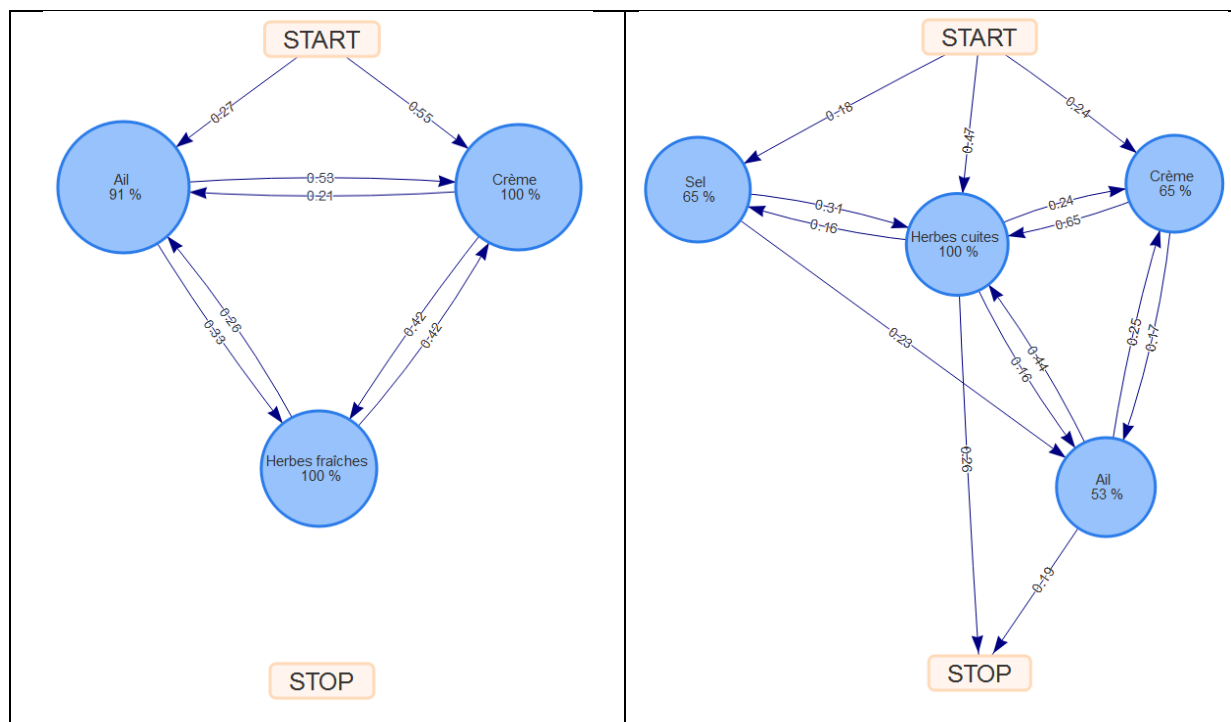 START
0.27
0.55
Ail
91 %
Crème
100 %
0.53
0.21
0.33
0.26
0.42
0.42
Herbes fraîches
100 %
STOP
START
0.18
0.47
0.24
Sel
65 %
Crème
65 %
0.31
0.16
0.24
0.65
Herbes cuites
100 %
0.23
0.16
0.44
0.25
0.17
0.26
Ail
53 %
0.19
STOP